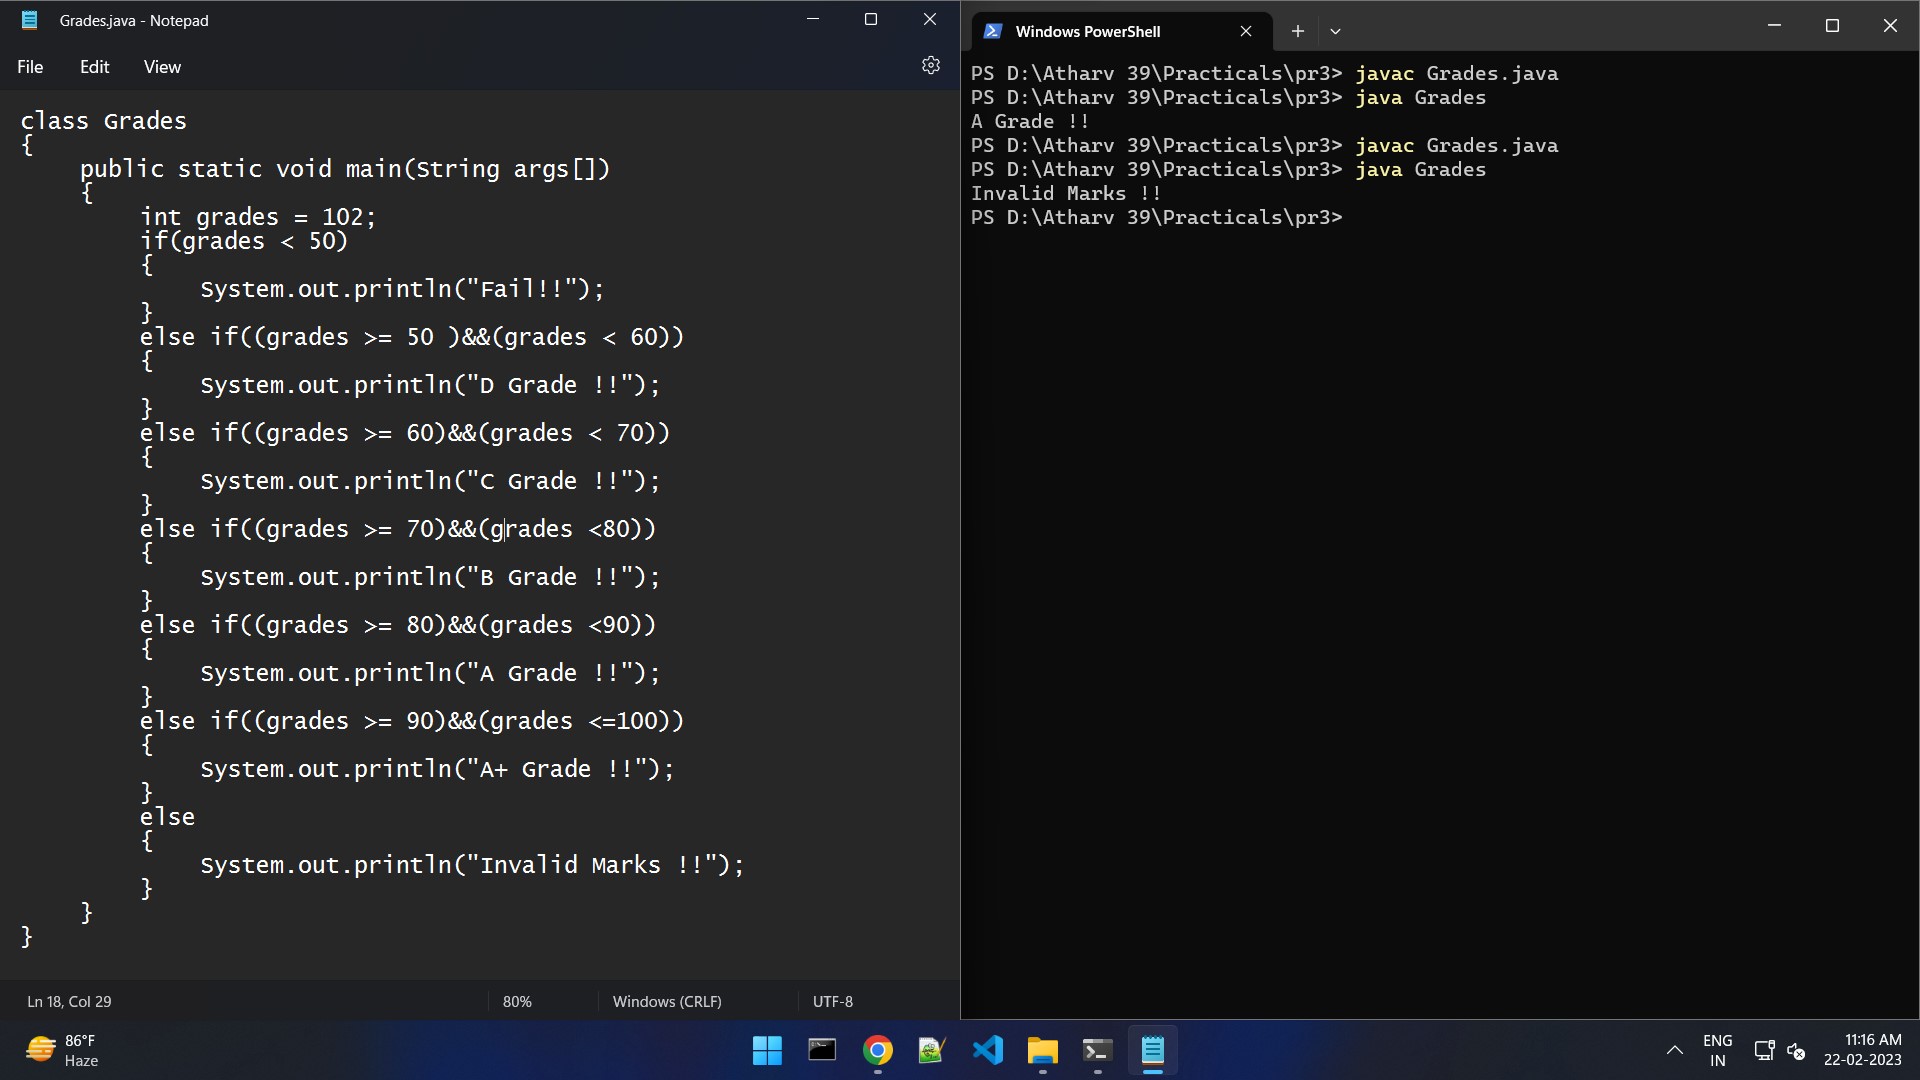 Grades.java - Notepad
File Edit View
class Grades
{
public static void main(String args[])
{
int grades = 102;
if(grades < 50)
{
System.out.println("Fail!!");
}
else if((grades >= 50 )&&(grades < 60))
{
System.out.println("D Grade !!");
}
else if((grades >= 60)&&(grades < 70))
{
System.out.println("C Grade !!");
}
else if((grades >= 70)&&(grades <80))
{
System.out.println("B Grade !!");
}
else if((grades >= 80)&&(grades <90))
{
System.out.println("A Grade !!");
}
else if((grades >= 90)&&(grades <=100))
{
System.out.println("A+ Grade !!");
}
else
{
System.out.println("Invalid Marks !!");
}
}
}
Ln 18, Col 29 80% Windows (CRLF) UTF-8
Windows PowerShell
PS D:\Atharv 39\Practicals\pr3> javac Grades.java
PS D:\Atharv 39\Practicals\pr3> java Grades
A Grade !!
PS D:\Atharv 39\Practicals\pr3> javac Grades.java
PS D:\Atharv 39\Practicals\pr3> java Grades
Invalid Marks !!
PS D:\Atharv 39\Practicals\pr3>
86°F
Haze
ENG
IN
11:16 AM
22-02-2023